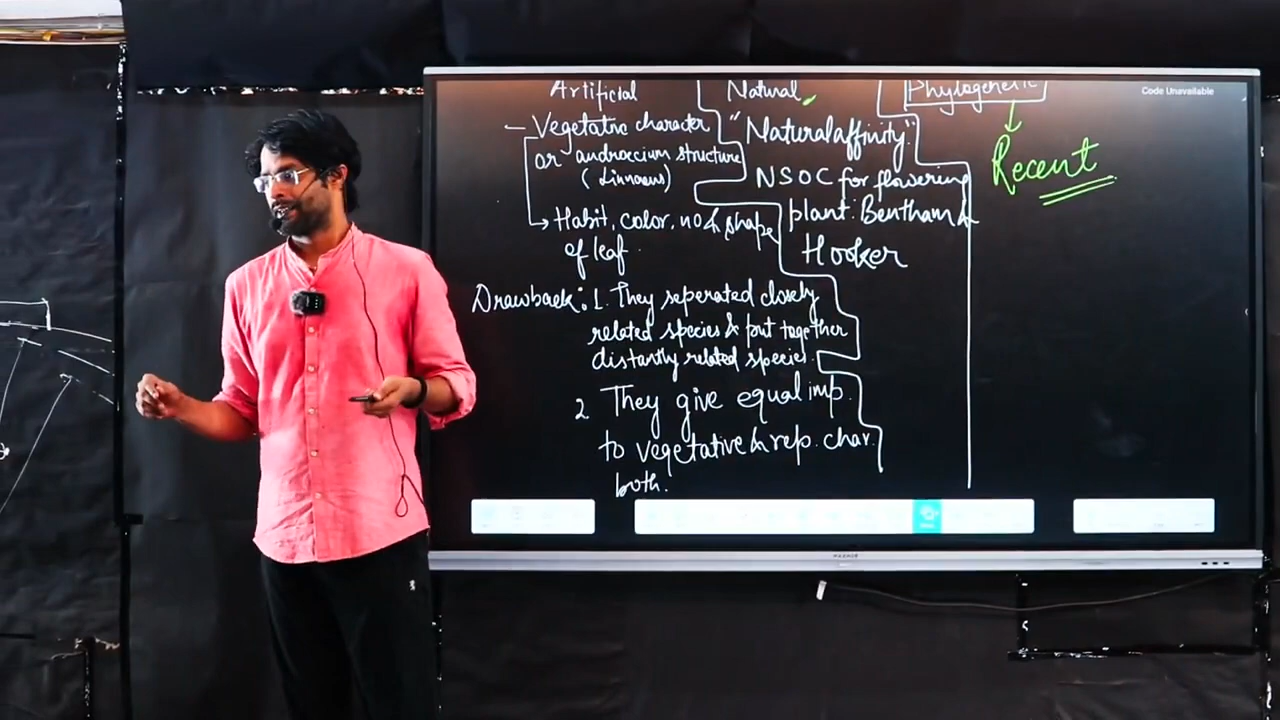 Artificial
Natural
Phylogenetic
Code Unavailable
– Vegetative character
or androecium structure
(Linnaeus)
→ Habit, color, no & shape
of leaf.
Drawback: 1. They seperated closely
related species & put together
distantly related species.
2. They give equal imp.
to vegetative & rep. char.
both.
"Natural affinity".
NSOC for flowering
plant: Bentham &
Hooker
Recent